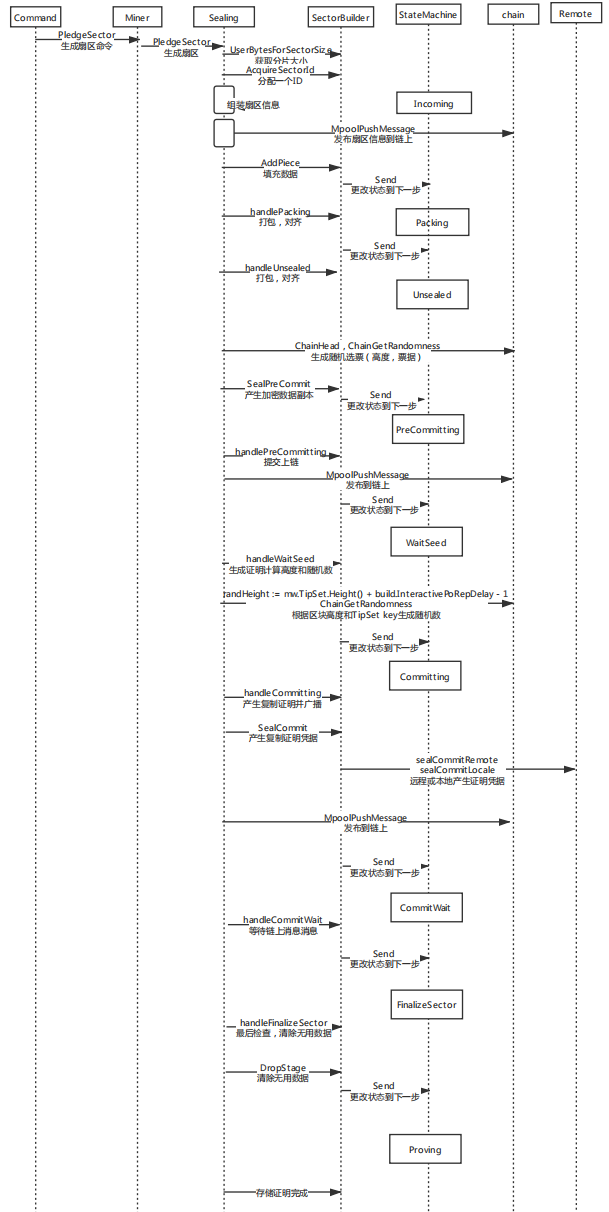 Command
Miner
Sealing
SectorBuilder
StateMachine
chain
Remote
PledgeSector
生成扇区命令
PledgeSector
生成扇区
UserBytesForSectorSize
获取分片大小
AcquireSectorId
分配一个ID
组装扇区信息
Incoming
MpoolPushMessage
发布扇区信息到链上
AddPiece
填充数据
Send
更改状态到下一步
handlePacking
打包，对齐
Packing
Send
更改状态到下一步
handleUnsealed
打包，对齐
Unsealed
ChainHead，ChainGetRandomness
生成随机选票（高度，票据）
SealPreCommit
产生加密数据副本
Send
更改状态到下一步
PreCommitting
handlePreCommitting
提交上链
MpoolPushMessage
发布到链上
Send
更改状态到下一步
WaitSeed
handleWaitSeed
生成证明计算高度和随机数
randHeight := mw.TipSet.Height() + build.InteractivePoRepDelay - 1
ChainGetRandomness
根据区块高度和TipSet key生成随机数
Send
更改状态到下一步
Committing
handleCommitting
产生复制证明并广播
SealCommit
产生复制证明凭据
sealCommitRemote
sealCommitLocale
远程或本地产生证明凭据
MpoolPushMessage
发布到链上
Send
更改状态到下一步
CommitWait
handleCommitWait
等待链上消息消息
Send
更改状态到下一步
FinalizeSector
handleFinalizeSector
最后检查，清除无用数据
DropStage
清除无用数据
Send
更改状态到下一步
Proving
存储证明完成